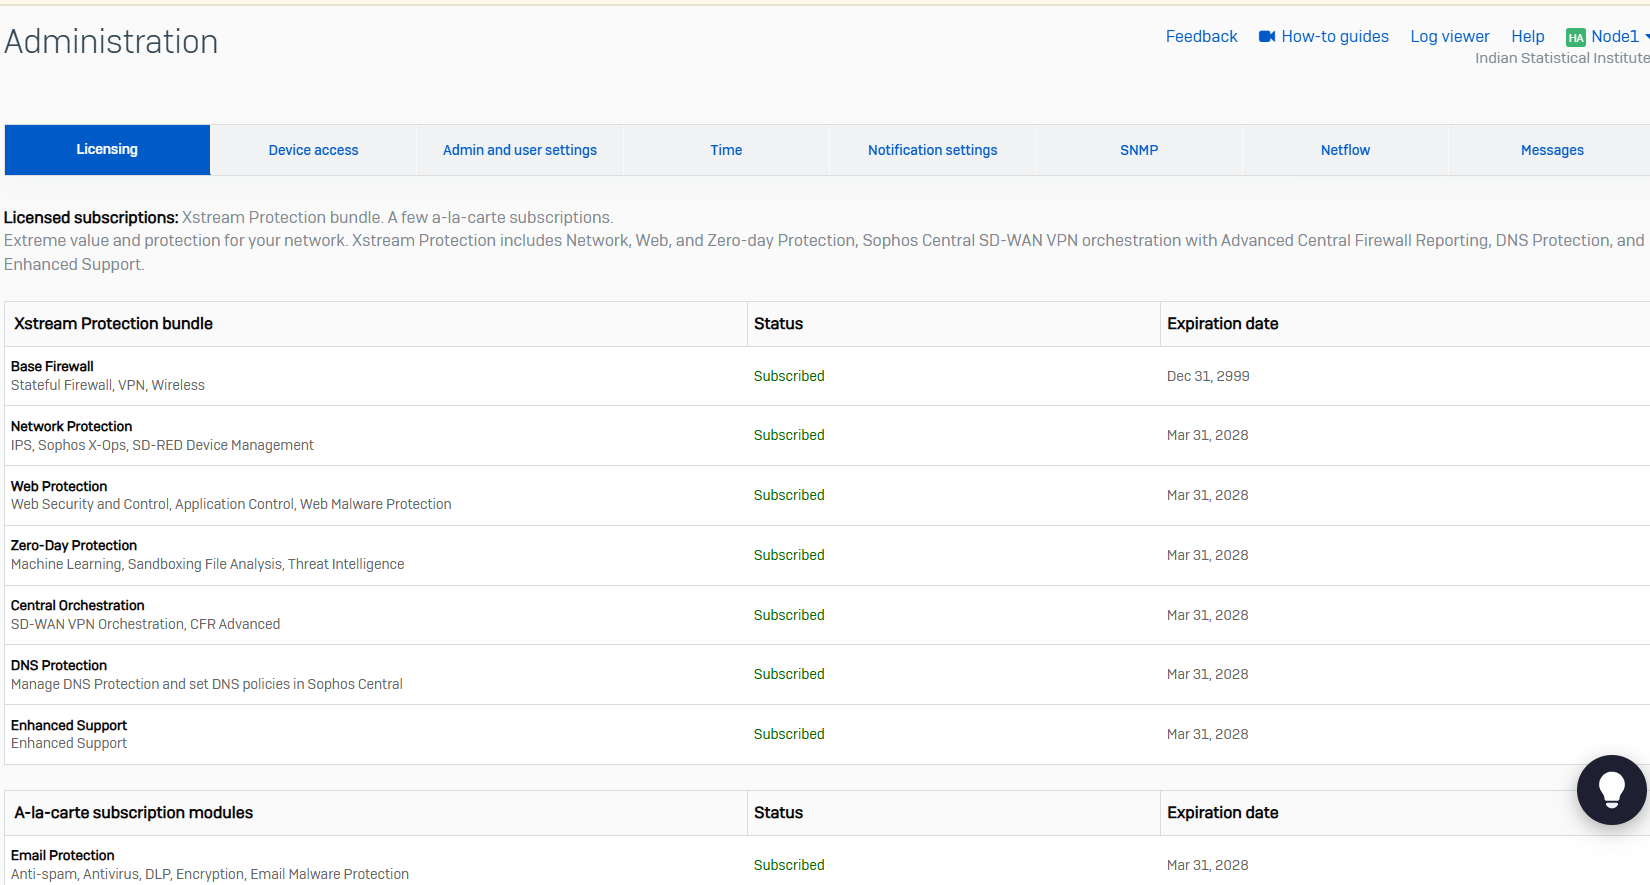 Administration
Feedback How-to guides Log viewer Help HA Node1
Indian Statistical Institute
Licensing Device access Admin and user settings Time Notification settings SNMP Netflow Messages
Licensed subscriptions: Xstream Protection bundle. A few a-la-carte subscriptions.
Extreme value and protection for your network. Xstream Protection includes Network, Web, and Zero-day Protection, Sophos Central SD-WAN VPN orchestration with Advanced Central Firewall Reporting, DNS Protection, and
Enhanced Support.
Xstream Protection bundle Status Expiration date
Base Firewall
Stateful Firewall, VPN, Wireless
Subscribed Dec 31, 2999
Network Protection
IPS, Sophos X-Ops, SD-RED Device Management
Subscribed Mar 31, 2028
Web Protection
Web Security and Control, Application Control, Web Malware Protection
Subscribed Mar 31, 2028
Zero-Day Protection
Machine Learning, Sandboxing File Analysis, Threat Intelligence
Subscribed Mar 31, 2028
Central Orchestration
SD-WAN VPN Orchestration, CFR Advanced
Subscribed Mar 31, 2028
DNS Protection
Manage DNS Protection and set DNS policies in Sophos Central
Subscribed Mar 31, 2028
Enhanced Support
Enhanced Support
Subscribed Mar 31, 2028
A-la-carte subscription modules Status Expiration date
Email Protection
Anti-spam, Antivirus, DLP, Encryption, Email Malware Protection
Subscribed Mar 31, 2028